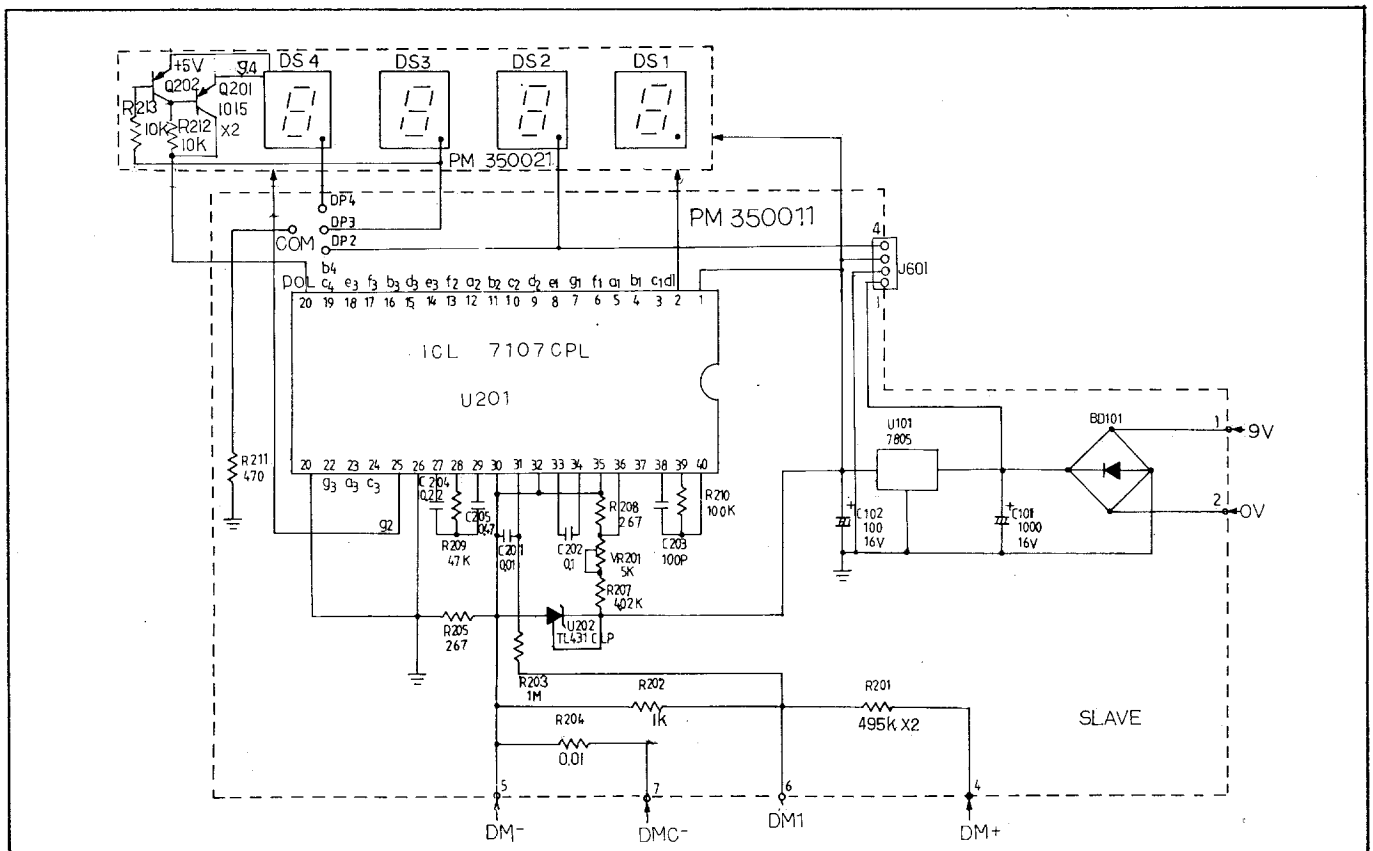 +5V g4 DS4 DS3 DS2 DS1
Q202 Q201
R213 1015
10K R212 X2
10K
PM 350021
DP4
DP3
COM DP2
PM 350011
4
J601
1
b4
POL c4 e3 f3 b3 d3 e3 f2 a2 b2 c2 d2 e1 g1 f1 a1 b1 c1 d1
20 19 18 17 16 15 14 13 12 11 10 9 8 7 6 5 4 3 2 1
ICL 7107CPL
U201
20 22 23 24 25 26 27 28 29 30 31 32 33 34 35 36 37 38 39 40
g3 a3 c3
g2
R211
470
C204
0.22
C205
0.47
R209
47K
C201
0.01
C202
0.1
R208
267
VR201
5K
R207
402K
C203
100P
R210
100K
U101
7805
BD101
1 9V
2 0V
+ C102
100
16V
+ C101
1000
16V
R205
267
U202
TL431 CLP
R203
1M
R202
1k
R201
495K X2
R204
0.01
SLAVE
5 7 6 4
DM- DMC- DM1 DM+